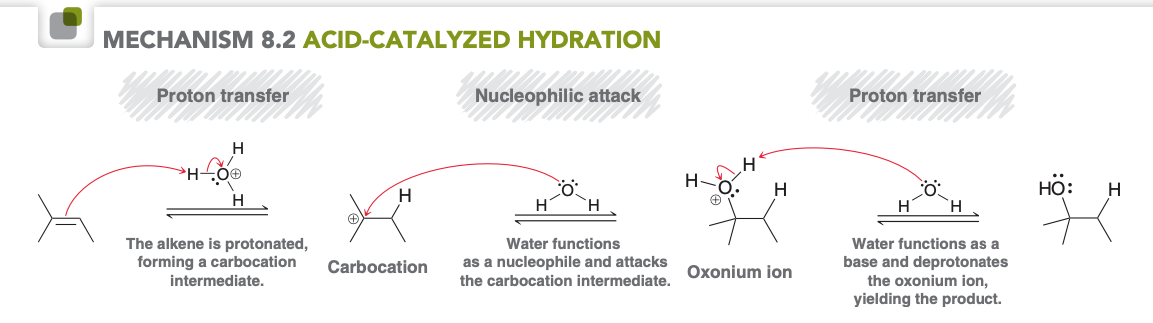 MECHANISM 8.2 ACID-CATALYZED HYDRATION
Proton transfer
Nucleophilic attack
Proton transfer
H
H–O⊕
H
The alkene is protonated,
forming a carbocation
intermediate.
⊕
H
Carbocation
O
H H
Water functions
as a nucleophile and attacks
the carbocation intermediate.
H
H–O
⊕
H
Oxonium ion
O
H H
Water functions as a
base and deprotonates
the oxonium ion,
yielding the product.
HO:
H